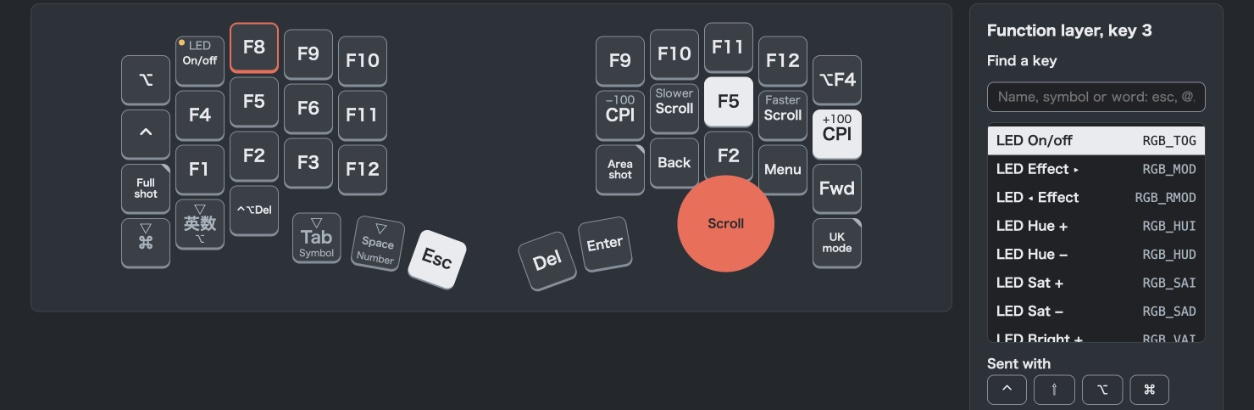 Function layer, key 3
Find a key
Name, symbol or word: esc, @.
LED On/off RGB_TOG
LED Effect ▸ RGB_MOD
LED ◂ Effect RGB_RMOD
LED Hue + RGB_HUI
LED Hue − RGB_HUD
LED Sat + RGB_SAI
LED Sat − RGB_SAD
LED Bright + RGB_VAI
Sent with
^ ⇧ ⌥ ⌘
⌥
LED
On/off
F8
F9
F10
^
F4
F5
F6
F11
Full
shot
F1
F2
F3
F12
▽
⌘
▽
英数
⌥
^⌥Del
▽
Tab
Symbol
▽
Space
Number
Esc
F9
F10
F11
F12
⌥F4
−100
CPI
Slower
Scroll
F5
Faster
Scroll
+100
CPI
Area
shot
Back
F2
Menu
Fwd
Del
Enter
Scroll
UK
mode